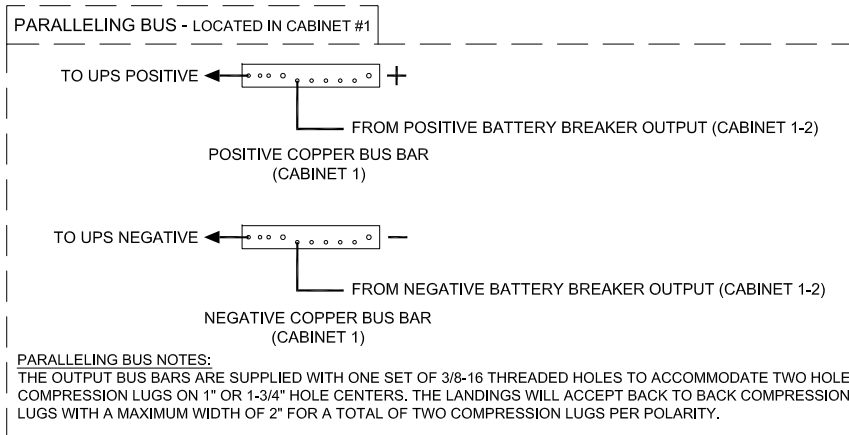 PARALLELING BUS - LOCATED IN CABINET #1
TO UPS POSITIVE
+
FROM POSITIVE BATTERY BREAKER OUTPUT (CABINET 1-2)
POSITIVE COPPER BUS BAR
(CABINET 1)
TO UPS NEGATIVE
-
FROM NEGATIVE BATTERY BREAKER OUTPUT (CABINET 1-2)
NEGATIVE COPPER BUS BAR
(CABINET 1)
PARALLELING BUS NOTES:
THE OUTPUT BUS BARS ARE SUPPLIED WITH ONE SET OF 3/8-16 THREADED HOLES TO ACCOMMODATE TWO HOLE
COMPRESSION LUGS ON 1" OR 1-3/4" HOLE CENTERS. THE LANDINGS WILL ACCEPT BACK TO BACK COMPRESSION
LUGS WITH A MAXIMUM WIDTH OF 2" FOR A TOTAL OF TWO COMPRESSION LUGS PER POLARITY.